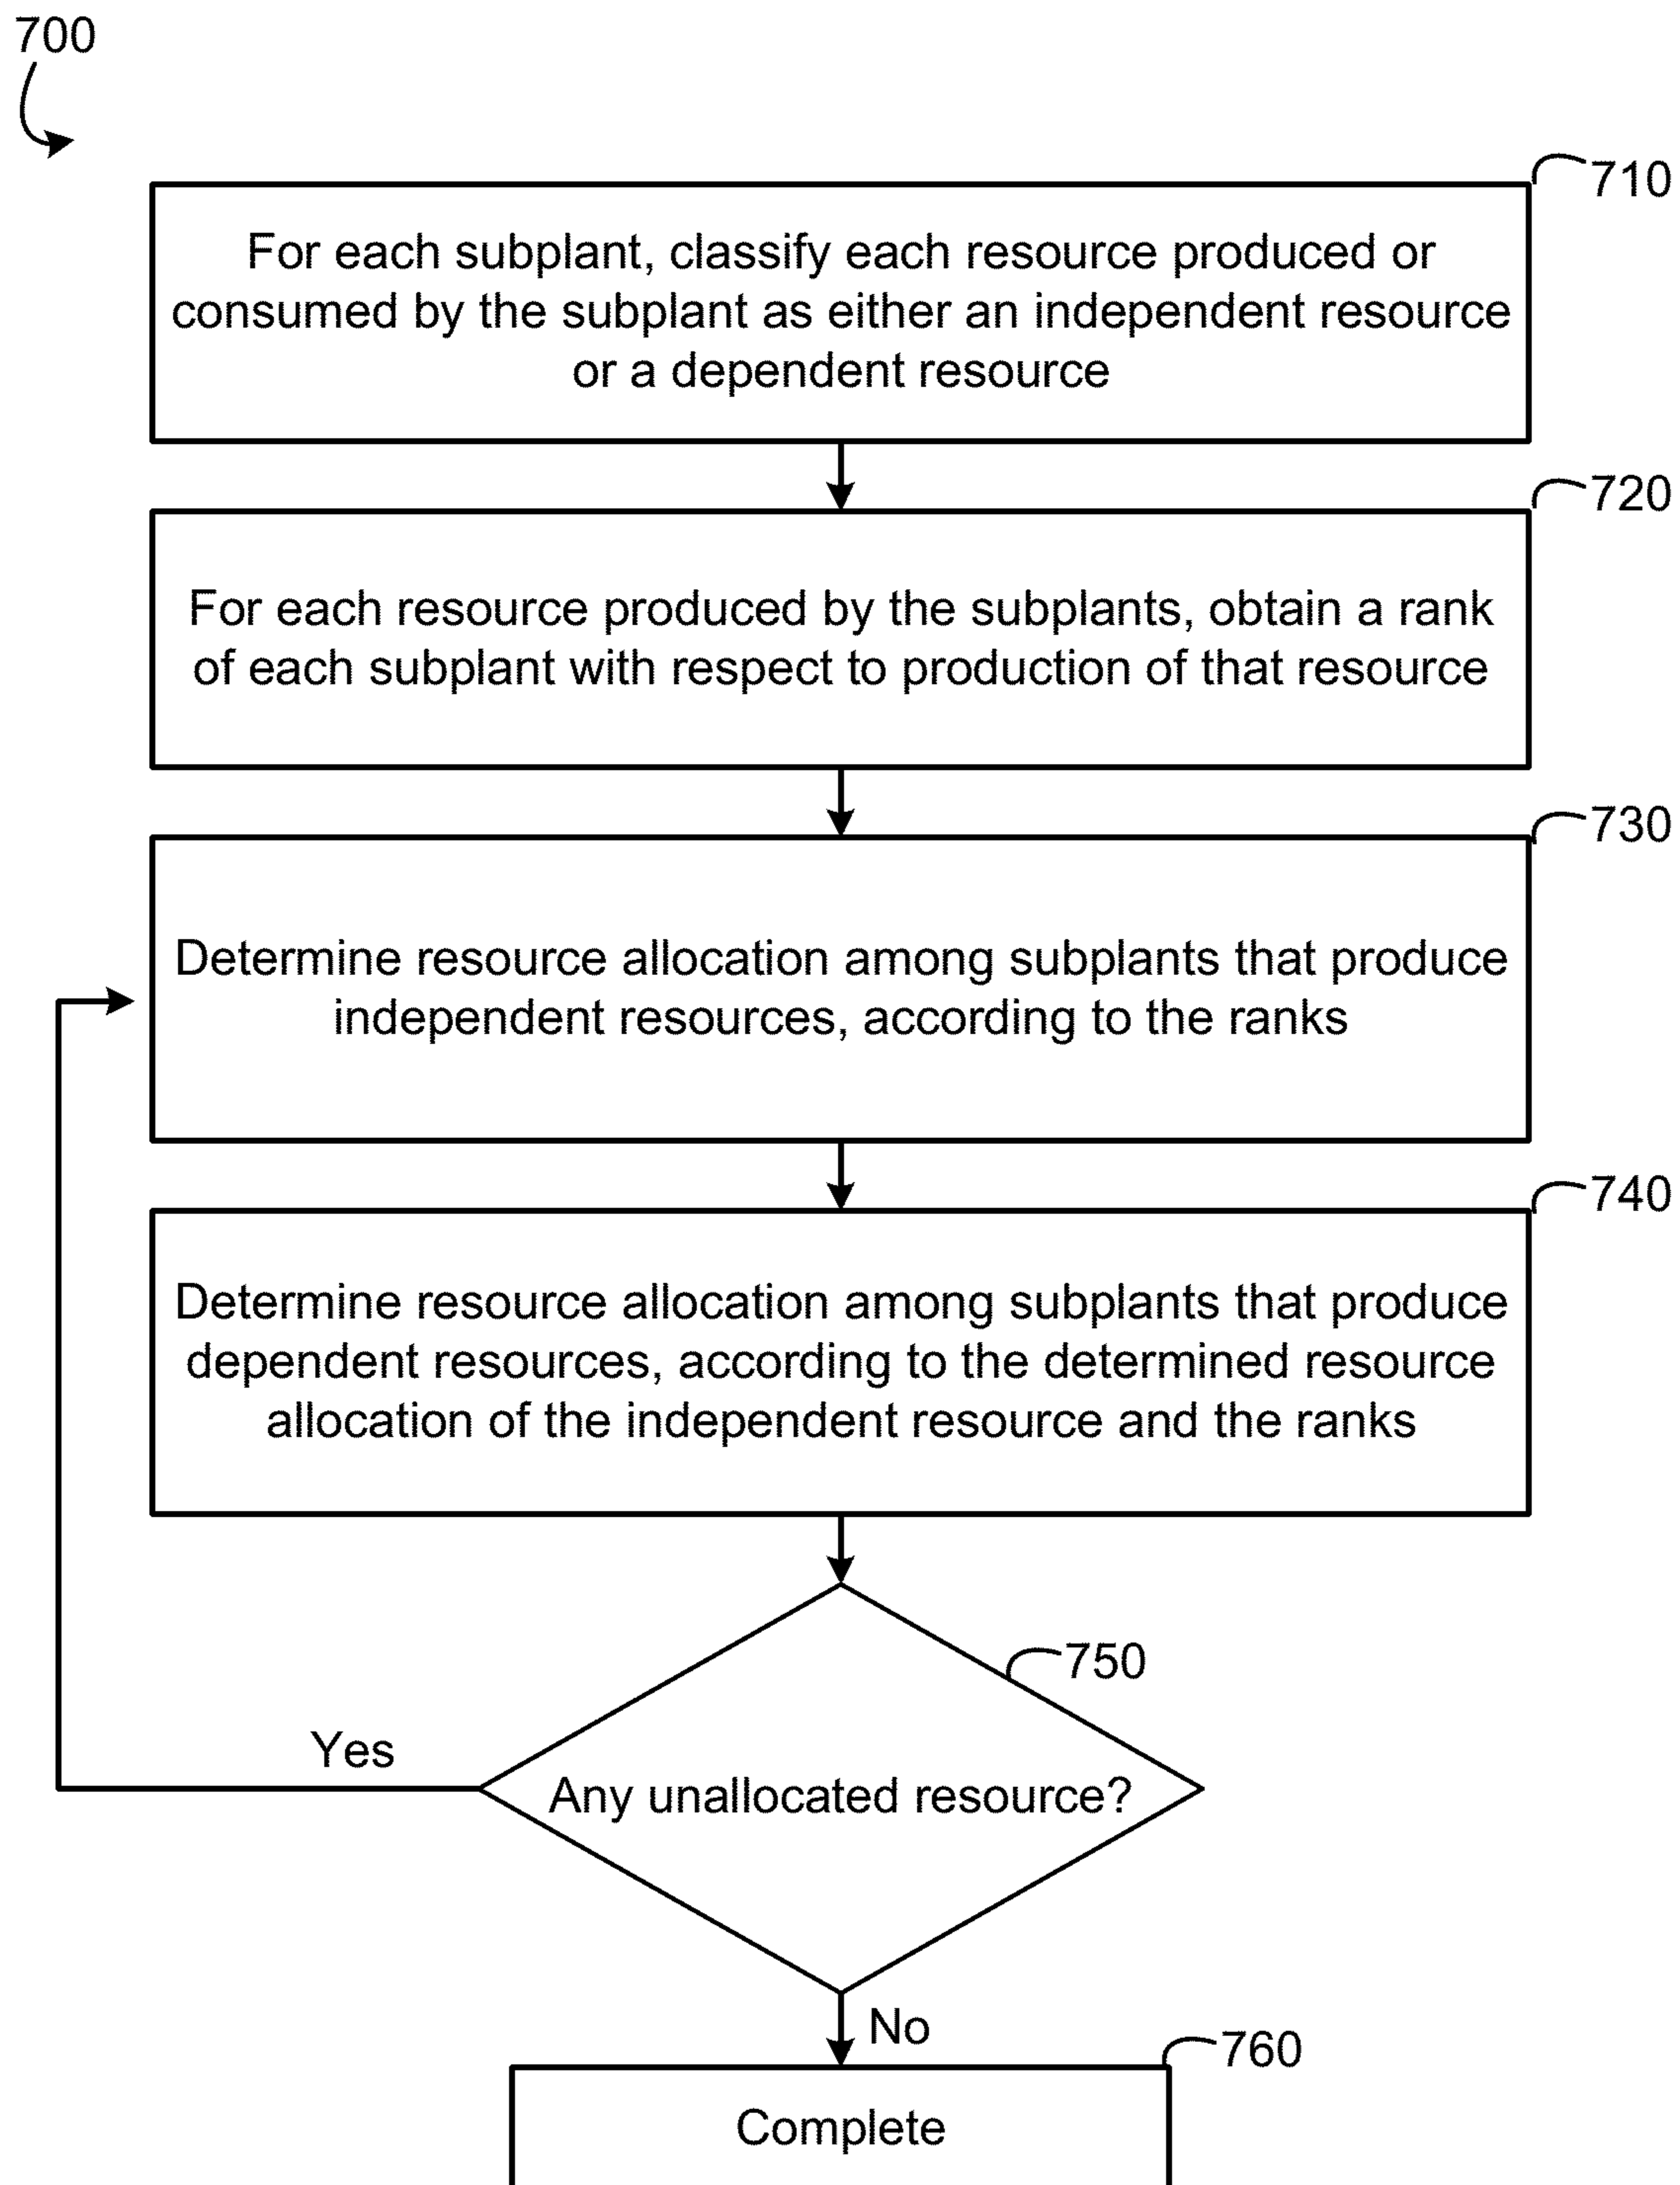 700
710
For each subplant, classify each resource produced or
consumed by the subplant as either an independent resource
or a dependent resource
720
For each resource produced by the subplants, obtain a rank
of each subplant with respect to production of that resource
730
Determine resource allocation among subplants that produce
independent resources, according to the ranks
740
Determine resource allocation among subplants that produce
dependent resources, according to the determined resource
allocation of the independent resource and the ranks
750
Yes
Any unallocated resource?
No
760
Complete